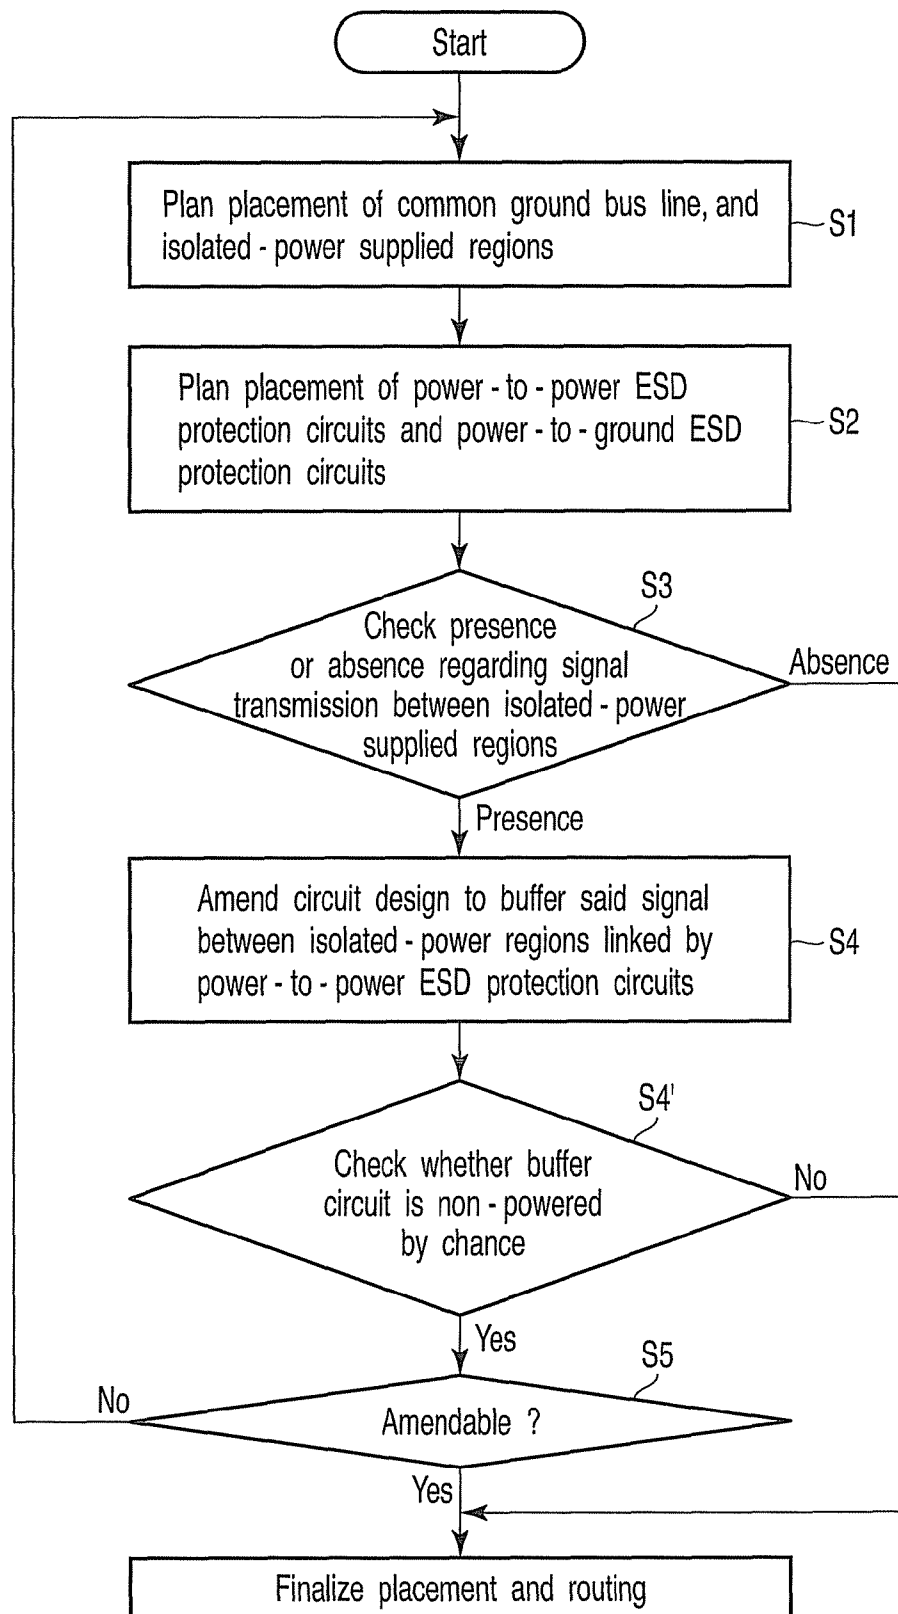 Start
Plan placement of common ground bus line, and
isolated-power supplied regions
S1
Plan placement of power-to-power ESD
protection circuits and power-to-ground ESD
protection circuits
S2
S3
Check presence
or absence regarding signal
transmission between isolated-power
supplied regions
Absence
Presence
Amend circuit design to buffer said signal
between isolated-power regions linked by
power-to-power ESD protection circuits
S4
S4'
Check whether buffer
circuit is non-powered
by chance
No
Yes
S5
No
Amendable ?
Yes
Finalize placement and routing